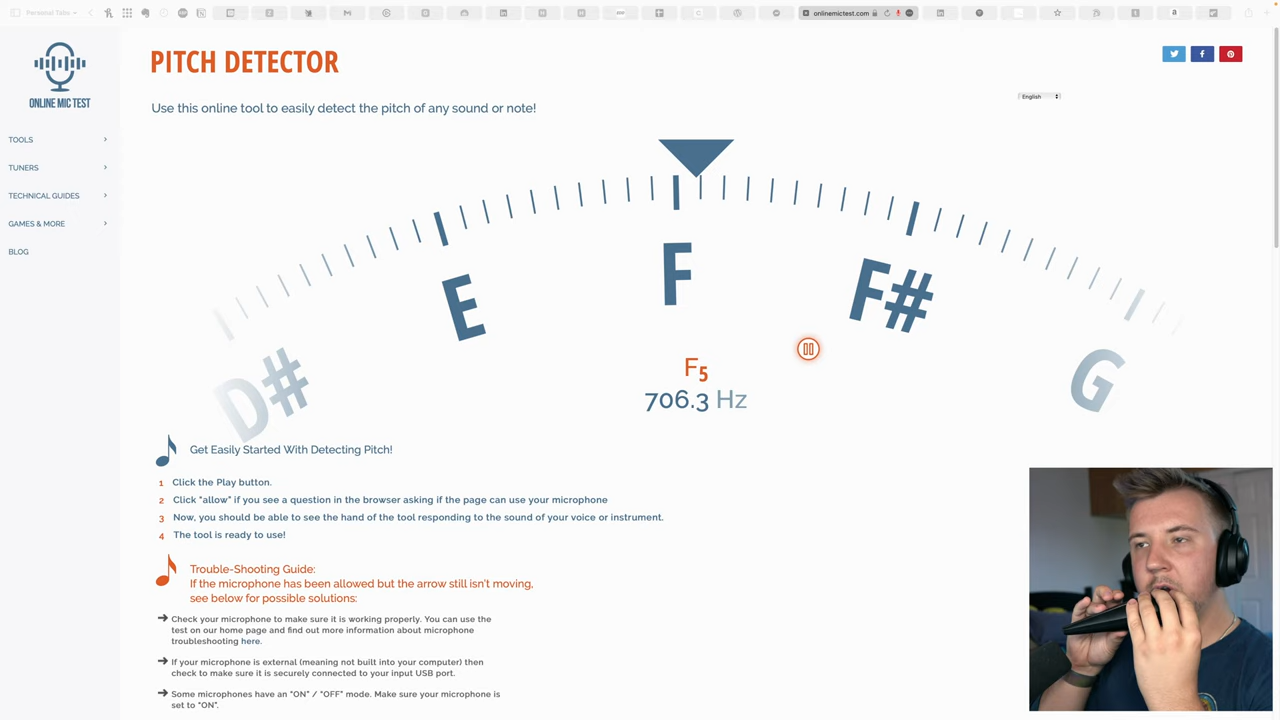 Personal Tabs
onlinemictest.com
PITCH DETECTOR
ONLINE MIC TEST
Use this online tool to easily detect the pitch of any sound or note!
English
TOOLS
TUNERS
TECHNICAL GUIDES
GAMES & MORE
BLOG
D# E F F# G
F5
706.3 Hz
Get Easily Started With Detecting Pitch!
1 Click the Play button.
2 Click "allow" if you see a question in the browser asking if the page can use your microphone
3 Now, you should be able to see the hand of the tool responding to the sound of your voice or instrument.
4 The tool is ready to use!
Trouble-Shooting Guide:
If the microphone has been allowed but the arrow still isn't moving,
see below for possible solutions:
Check your microphone to make sure it is working properly. You can use the
test on our home page and find out more information about microphone
troubleshooting here.
If your microphone is external (meaning not built into your computer) then
check to make sure it is securely connected to your input USB port.
Some microphones have an "ON" / "OFF" mode. Make sure your microphone is
set to "ON".